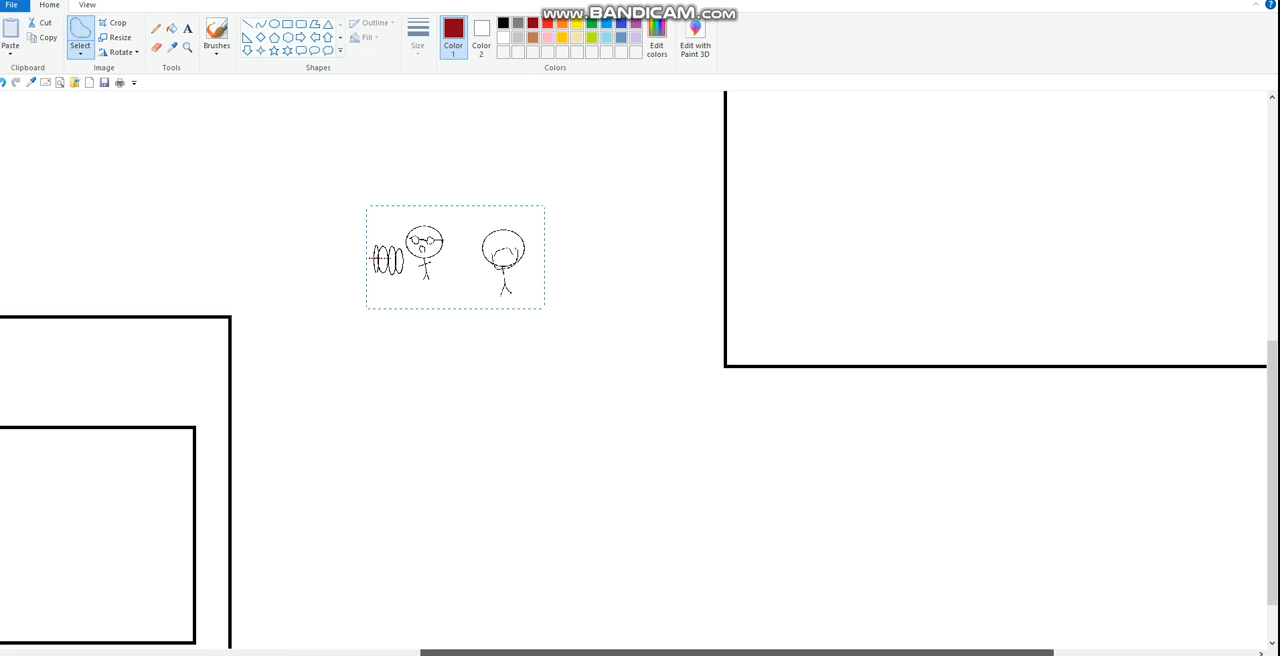 www.BANDICAM.com
File Home View
Paste Cut Copy Clipboard
Select Crop Resize Rotate Image
Tools
A
Brushes
Shapes
Outline Fill
Size
Color 1 Color 2 Colors
Edit colors
Edit with Paint 3D